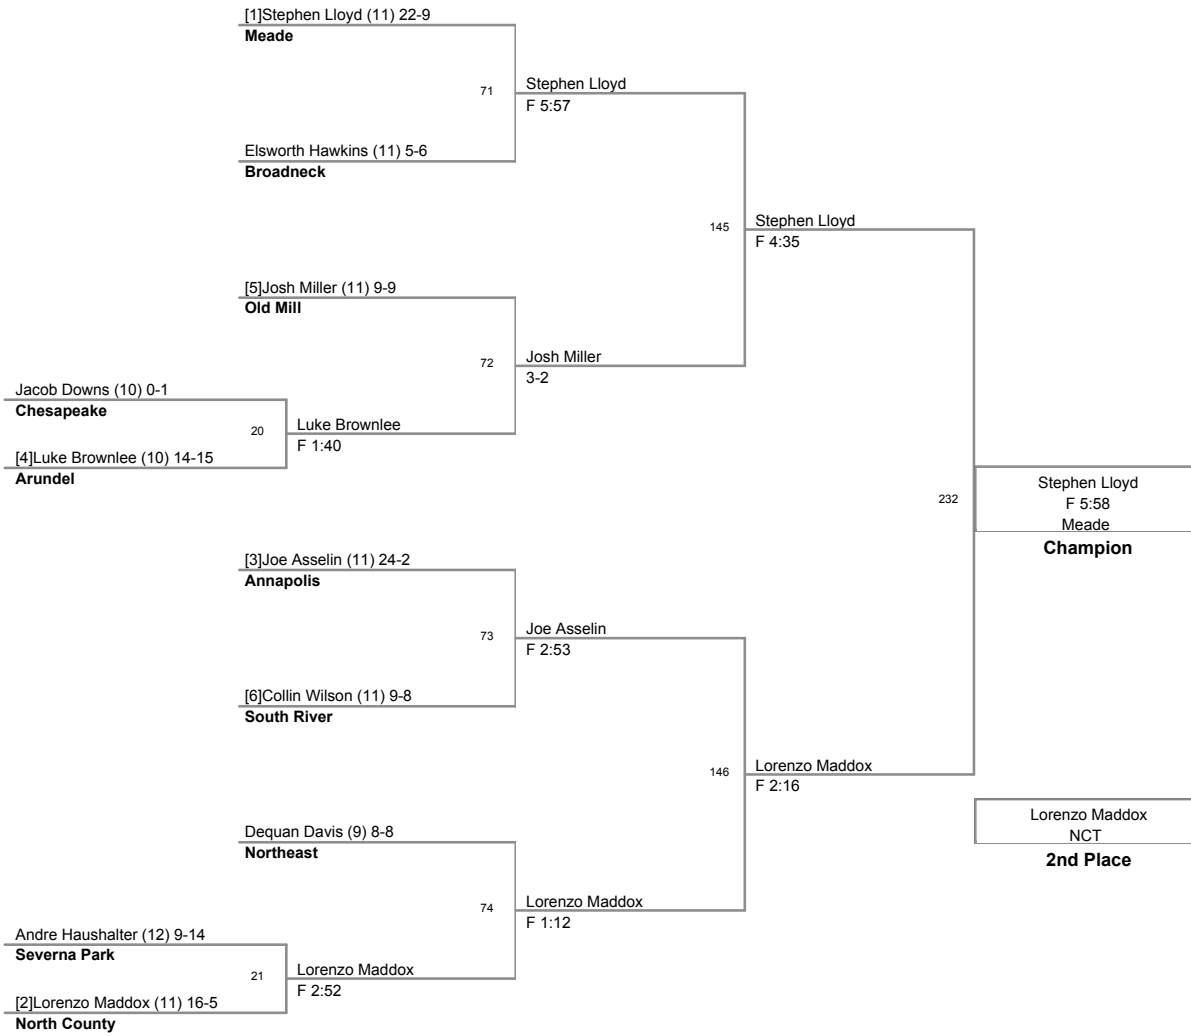 [1]Stephen Lloyd (11) 22-9
Meade
71
Stephen Lloyd
F 5:57
Elsworth Hawkins (11) 5-6
Broadneck
145
Stephen Lloyd
F 4:35
[5]Josh Miller (11) 9-9
Old Mill
72
Josh Miller
3-2
Jacob Downs (10) 0-1
Chesapeake
20
Luke Brownlee
F 1:40
[4]Luke Brownlee (10) 14-15
Arundel
232
Stephen Lloyd
F 5:58
Meade
Champion
[3]Joe Asselin (11) 24-2
Annapolis
73
Joe Asselin
F 2:53
[6]Collin Wilson (11) 9-8
South River
146
Lorenzo Maddox
F 2:16
Dequan Davis (9) 8-8
Northeast
Lorenzo Maddox
NCT
2nd Place
74
Lorenzo Maddox
F 1:12
Andre Haushalter (12) 9-14
Severna Park
21
Lorenzo Maddox
F 2:52
[2]Lorenzo Maddox (11) 16-5
North County